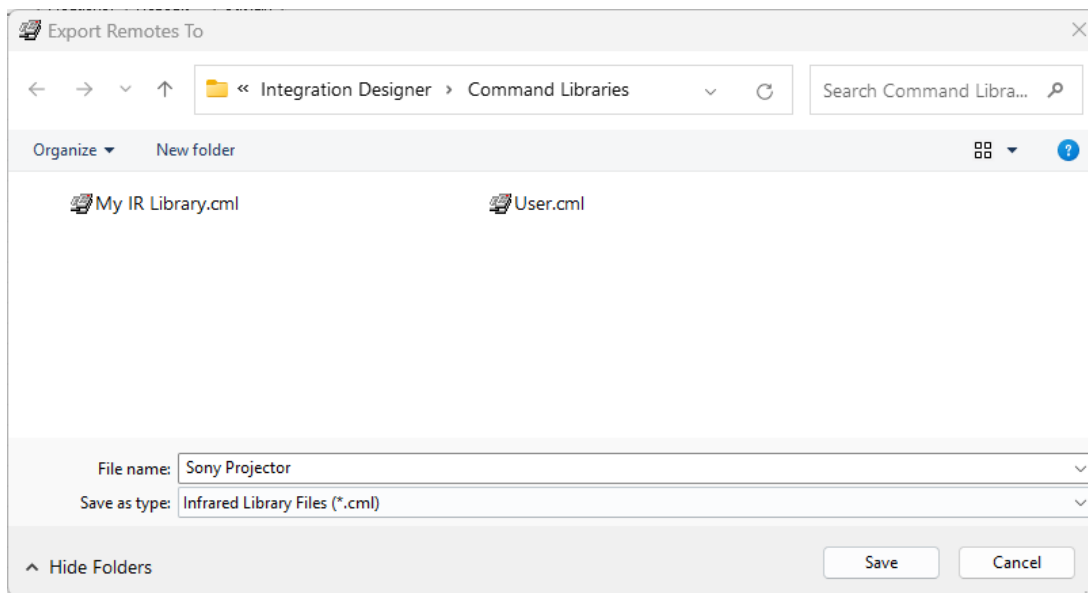 Export Remotes To
« Integration Designer › Command Libraries
Search Command Libra...
Organize
New folder
?
My IR Library.cml
User.cml
File name: Sony Projector
Save as type: Infrared Library Files (*.cml)
Hide Folders
Save
Cancel